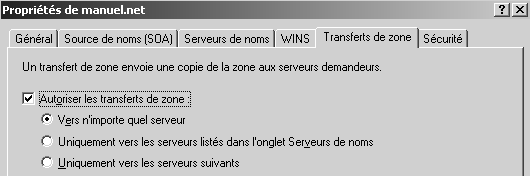 Propriétés de manuel.net
Général Source de noms (SOA) Serveurs de noms WINS Transferts de zone Sécurité
Un transfert de zone envoie une copie de la zone aux serveurs demandeurs.
Autoriser les transferts de zone :
Vers n'importe quel serveur
Uniquement vers les serveurs listés dans l'onglet Serveurs de noms
Uniquement vers les serveurs suivants